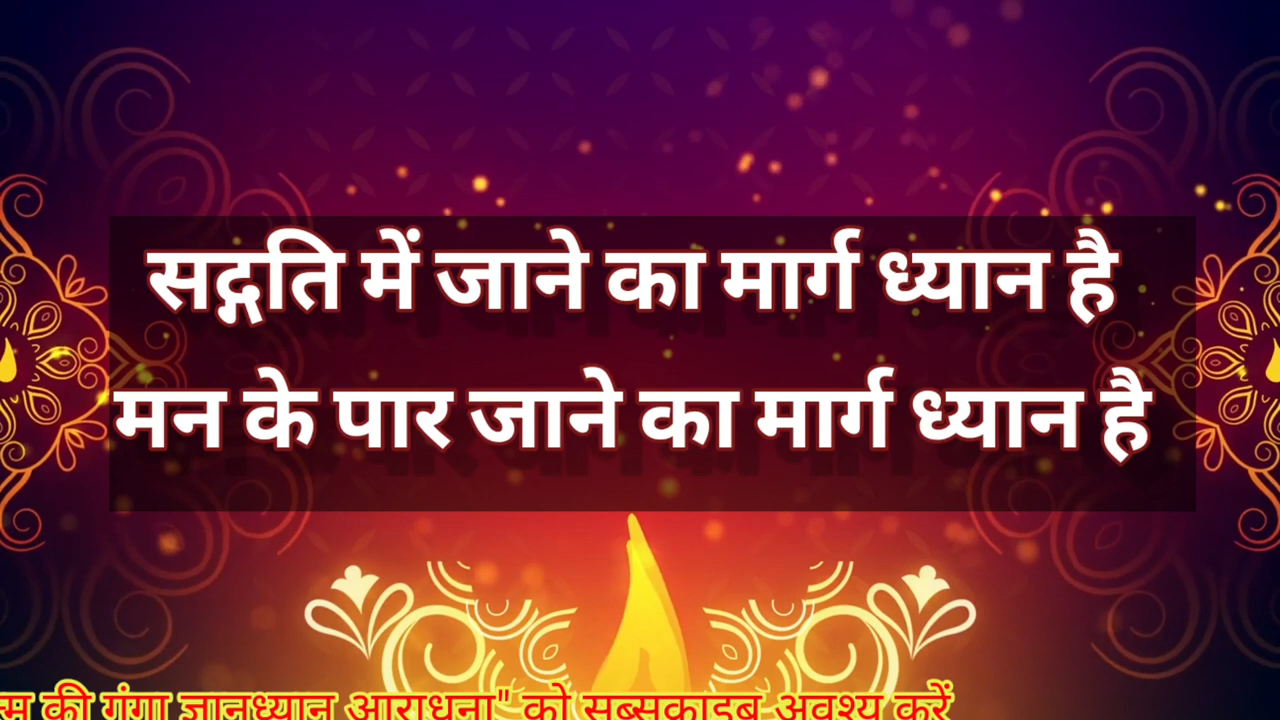 सद्गति में जाने का मार्ग ध्यान है
मन के पार जाने का मार्ग ध्यान है
की गंगा ज्ञानध्यान आराधना" को सब्सक्राइब अवश्य करें